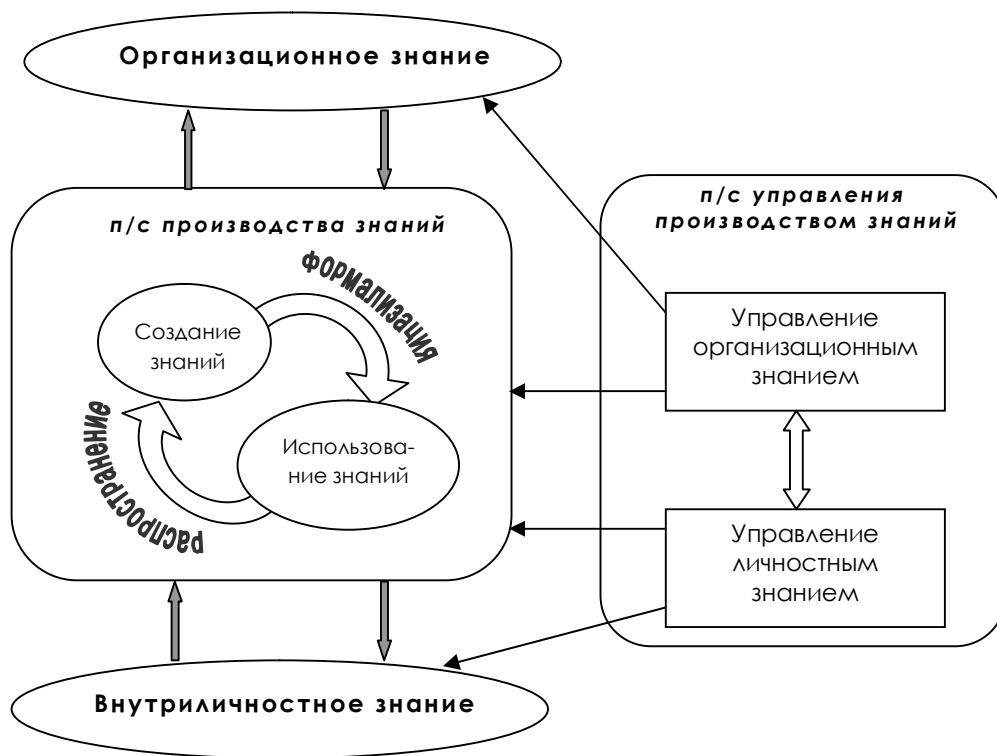 Организационное знание
п/с производства знаний
формализация
Создание
знаний
Использова-
ние знаний
распространение
п/с управления
производством знаний
Управление
организационным
знанием
Управление
личностным
знанием
Внутриличностное знание